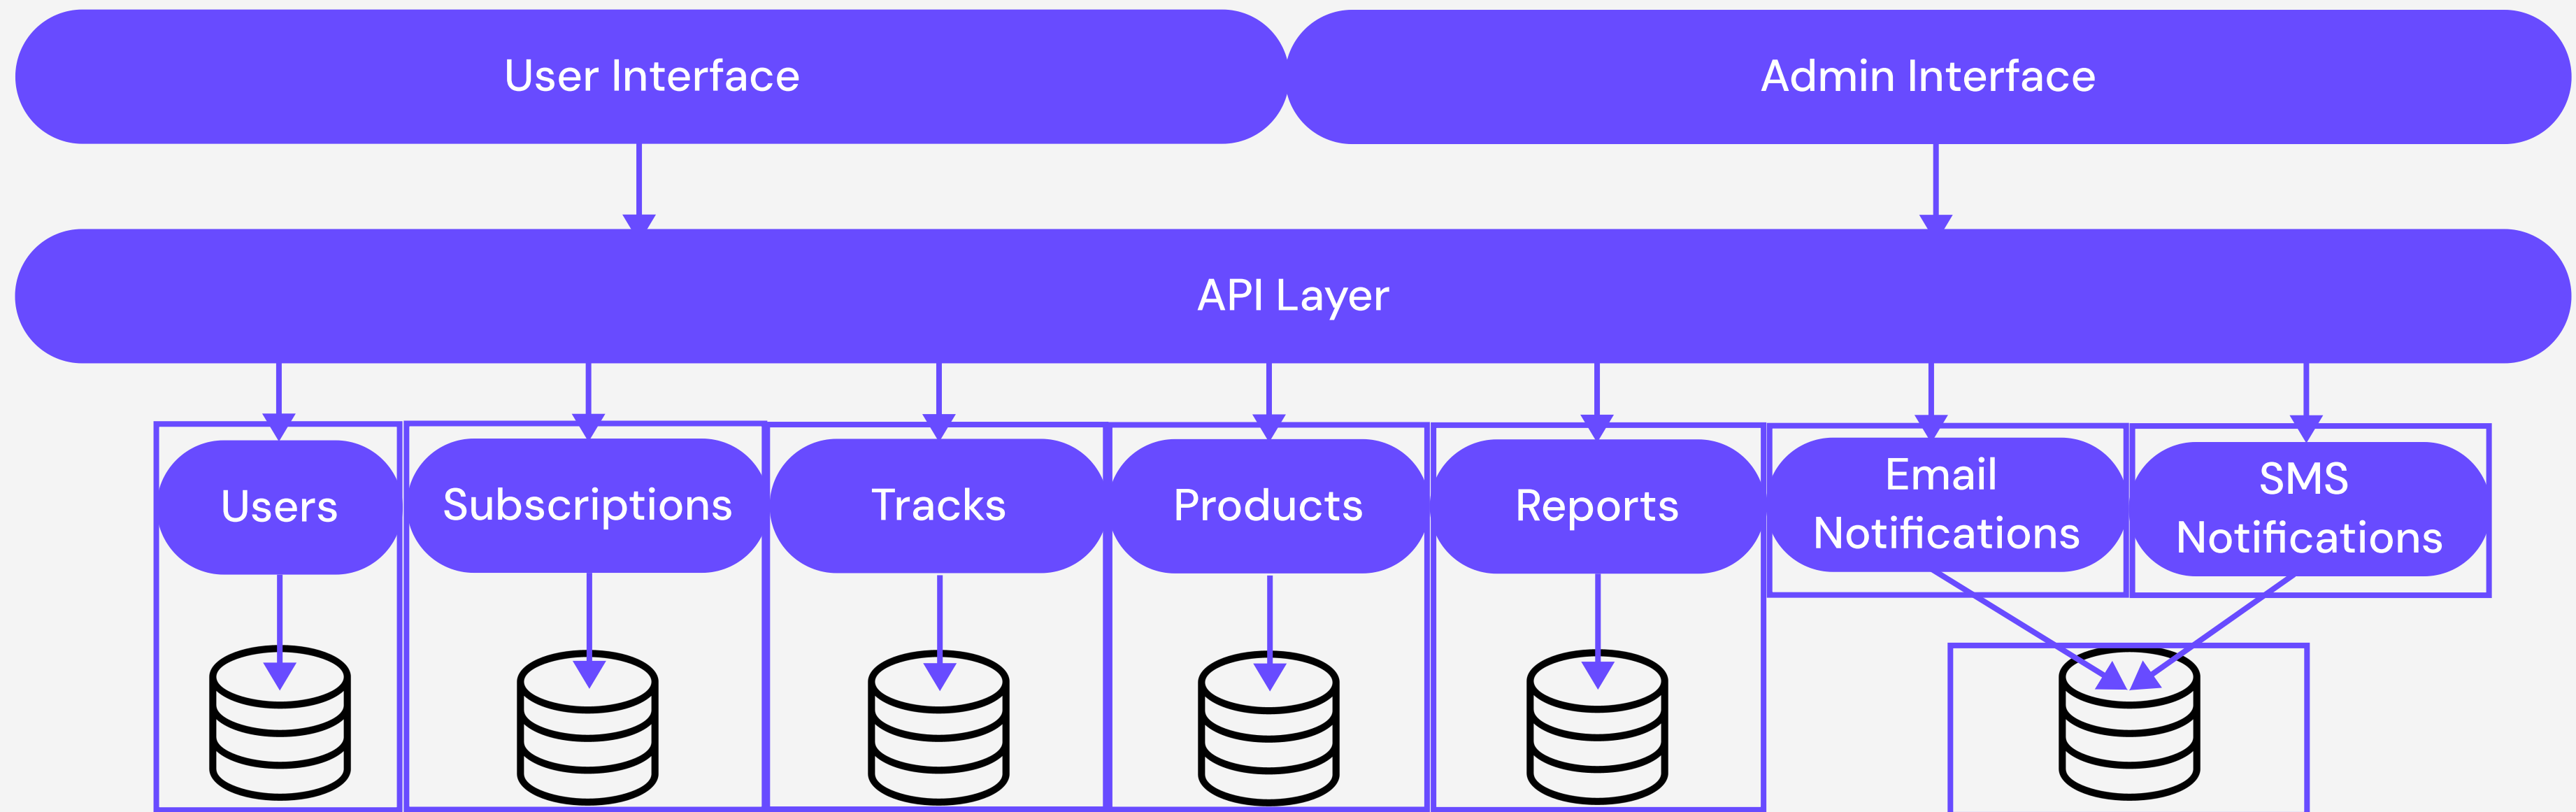 User Interface
Admin Interface
API Layer
Users
Subscriptions
Tracks
Products
Reports
Email
Notifications
SMS
Notifications